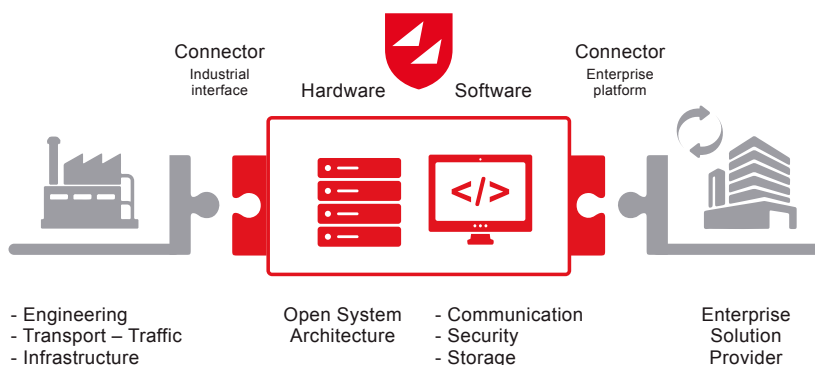 Connector
Industrial
interface
Hardware
Software
Connector
Enterprise
platform
</>
- Engineering
- Transport – Traffic
- Infrastructure
Open System
Architecture
- Communication
- Security
- Storage
Enterprise
Solution
Provider